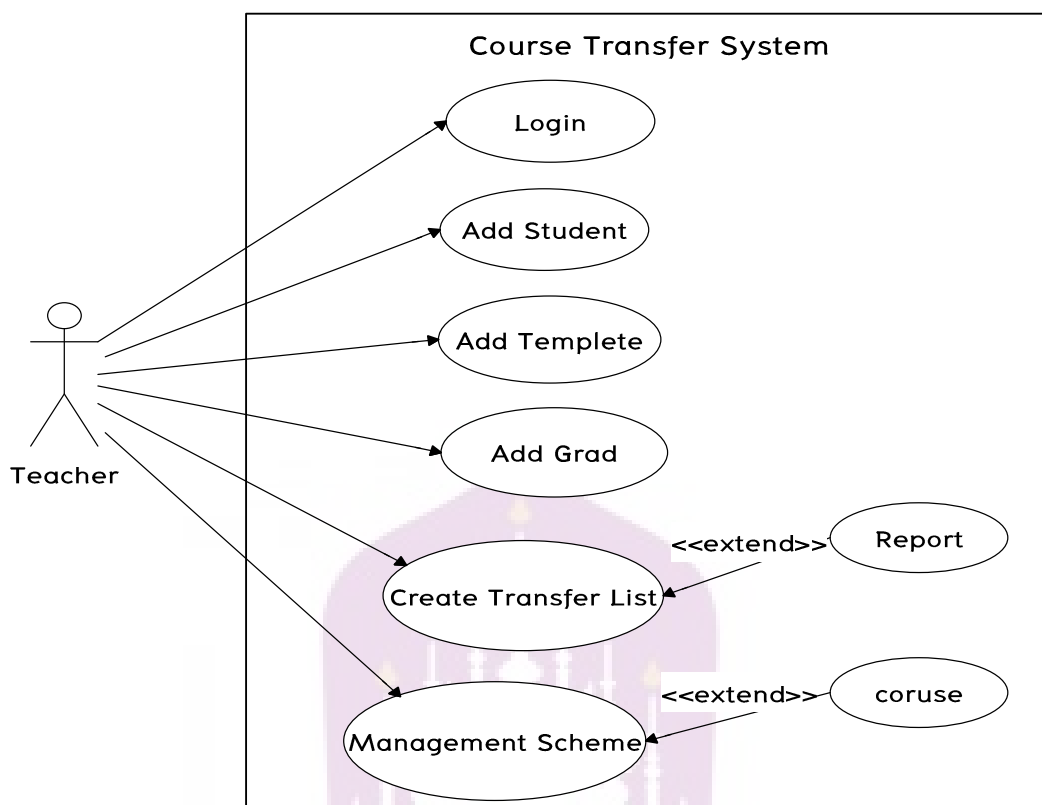 Course Transfer System
Login
Add Student
Add Templete
Add Grad
Teacher
<<extend>>
Report
Create Transfer List
<<extend>>
coruse
Management Scheme